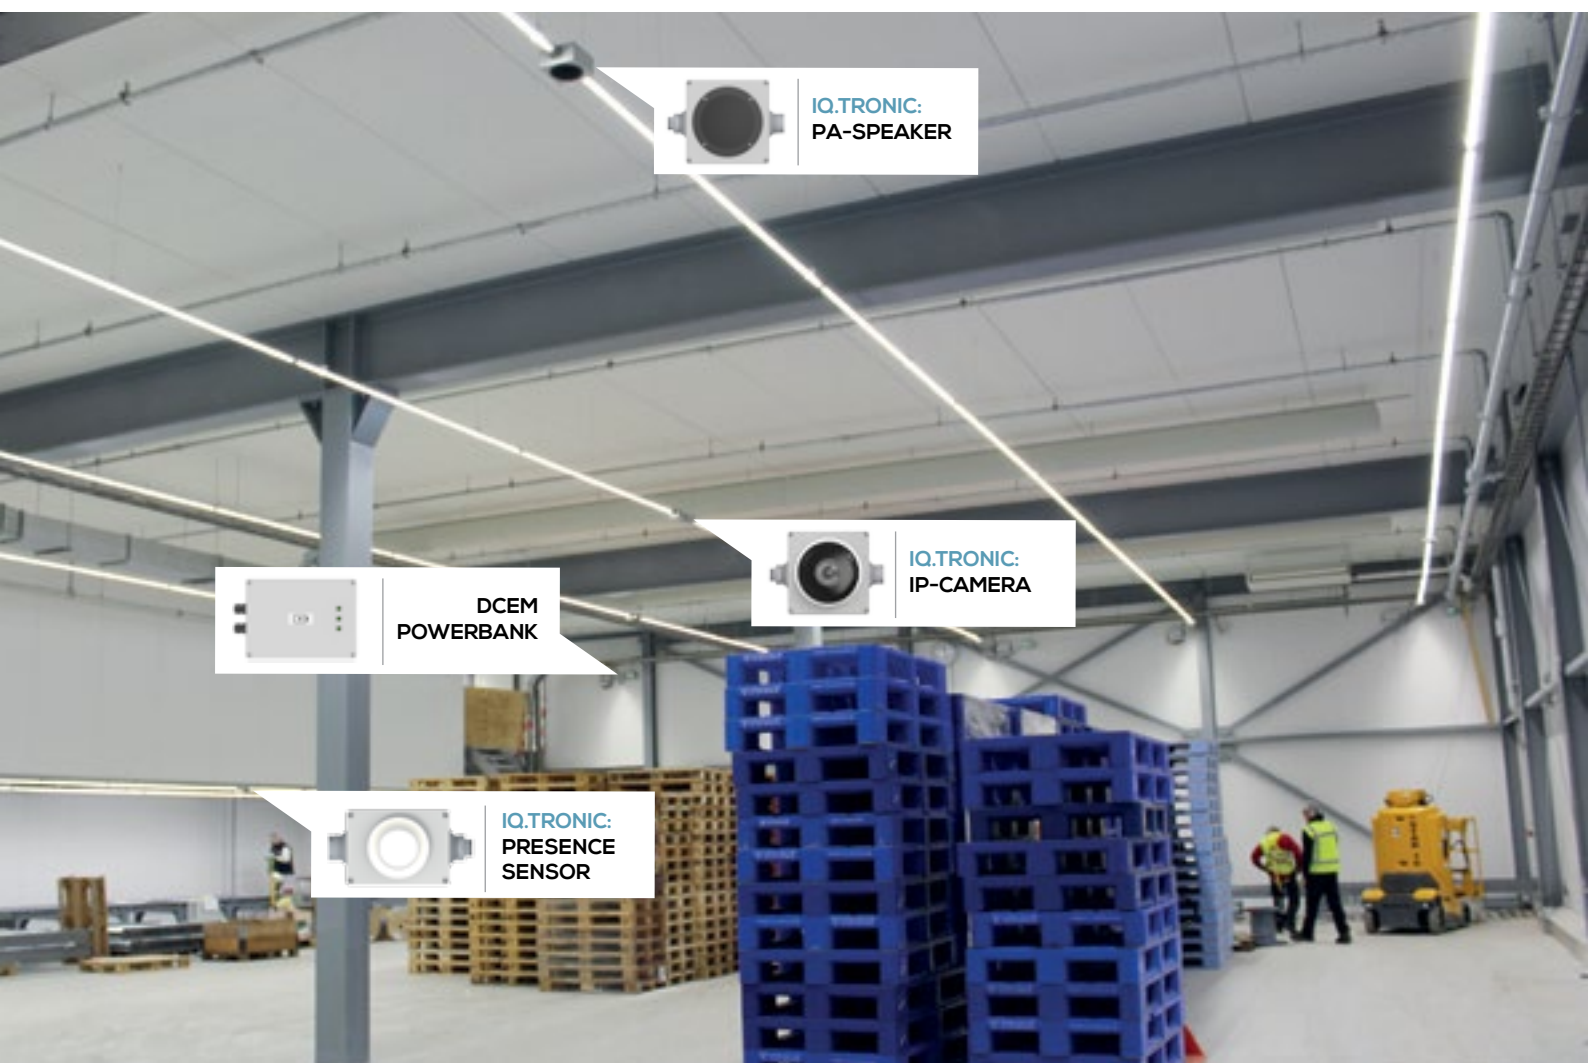 IQ.TRONIC:
PA-SPEAKER
IQ.TRONIC:
IP-CAMERA
DCEM
POWERBANK
IQ.TRONIC:
PRESENCE
SENSOR